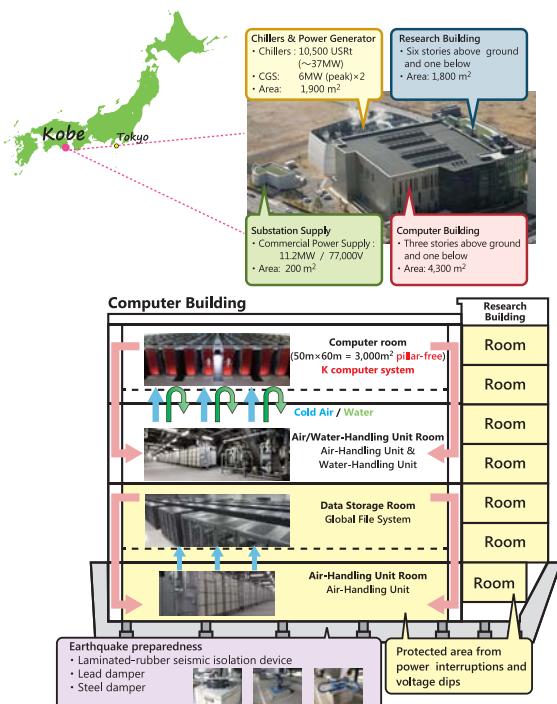 Chillers & Power Generator
・Chillers : 10,500 USRt
(～37MW)
・CGS: 6MW (peak)×2
・Area: 1,900 m²
Research Building
・Six stories above ground
and one below
・Area: 1,800 m²
Kobe
Tokyo
Substation Supply
・Commercial Power Supply :
11.2MW / 77,000V
・Area: 200 m²
Computer Building
・Three stories above ground
and one below
・Area: 4,300 m²
Computer Building
Research
Building
Computer room
(50m×60m = 3,000m² pillar-free)
K computer system
Room
Room
Cold Air / Water
Room
Air/Water-Handling Unit Room
Air-Handling Unit &
Water-Handling Unit
Room
Data Storage Room
Global File System
Room
Room
Air-Handling Unit Room
Air-Handling Unit
Room
Earthquake preparedness
・Laminated-rubber seismic isolation device
・Lead damper
・Steel damper
Protected area from
power interruptions and
voltage dips